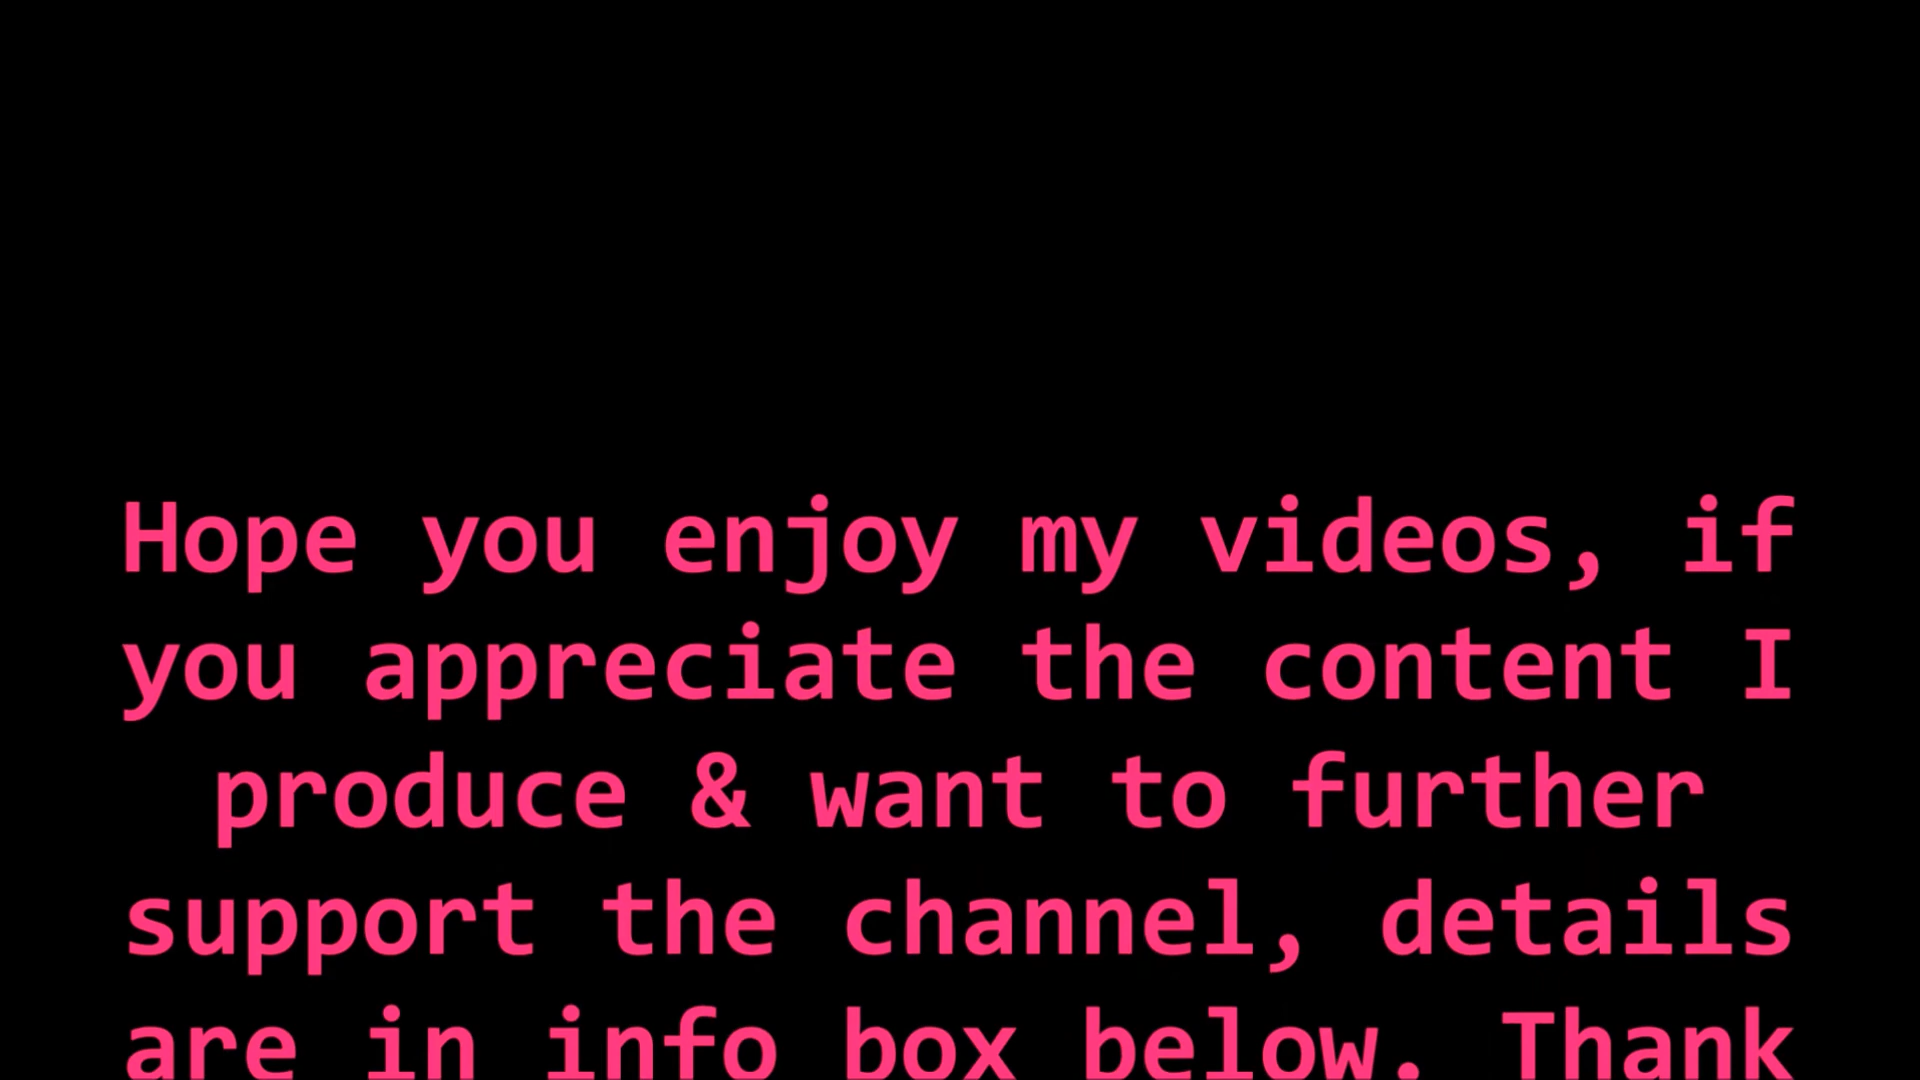 Hope you enjoy my videos, if
you appreciate the content I
produce & want to further
support the channel, details
are in info box below. Thank